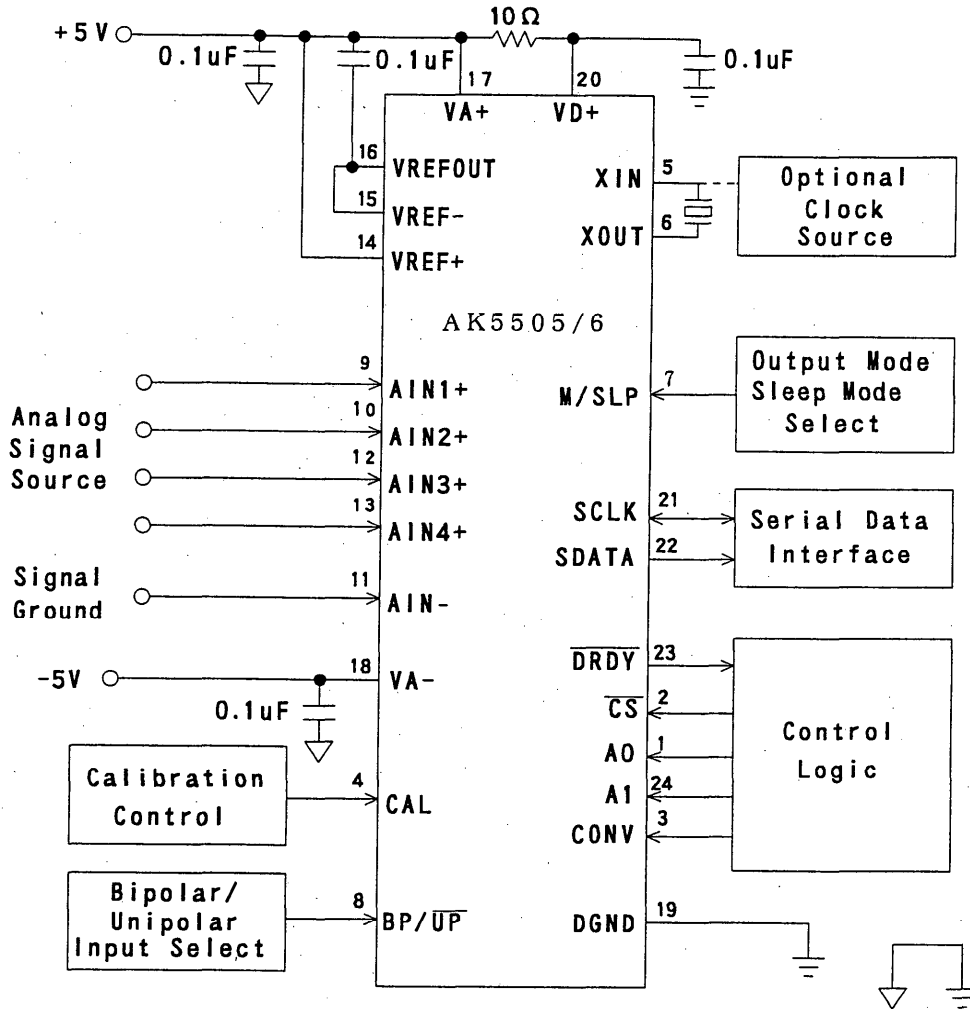 +5V
10Ω
0.1uF
0.1uF
0.1uF
17
20
VA+
VD+
16
VREFOUT
15
VREF-
14
VREF+
5
XIN
6
XOUT
Optional
Clock
Source
AK5505/6
9
AIN1+
10
AIN2+
12
AIN3+
13
AIN4+
Analog
Signal
Source
11
AIN-
Signal
Ground
7
M/SLP
Output Mode
Sleep Mode
Select
21
SCLK
22
SDATA
Serial Data
Interface
-5V
18
VA-
0.1uF
DRDY
23
CS
2
A0
1
A1
24
CONV
3
Control
Logic
Calibration
Control
4
CAL
Bipolar/
Unipolar
Input Select
8
BP/UP
DGND
19